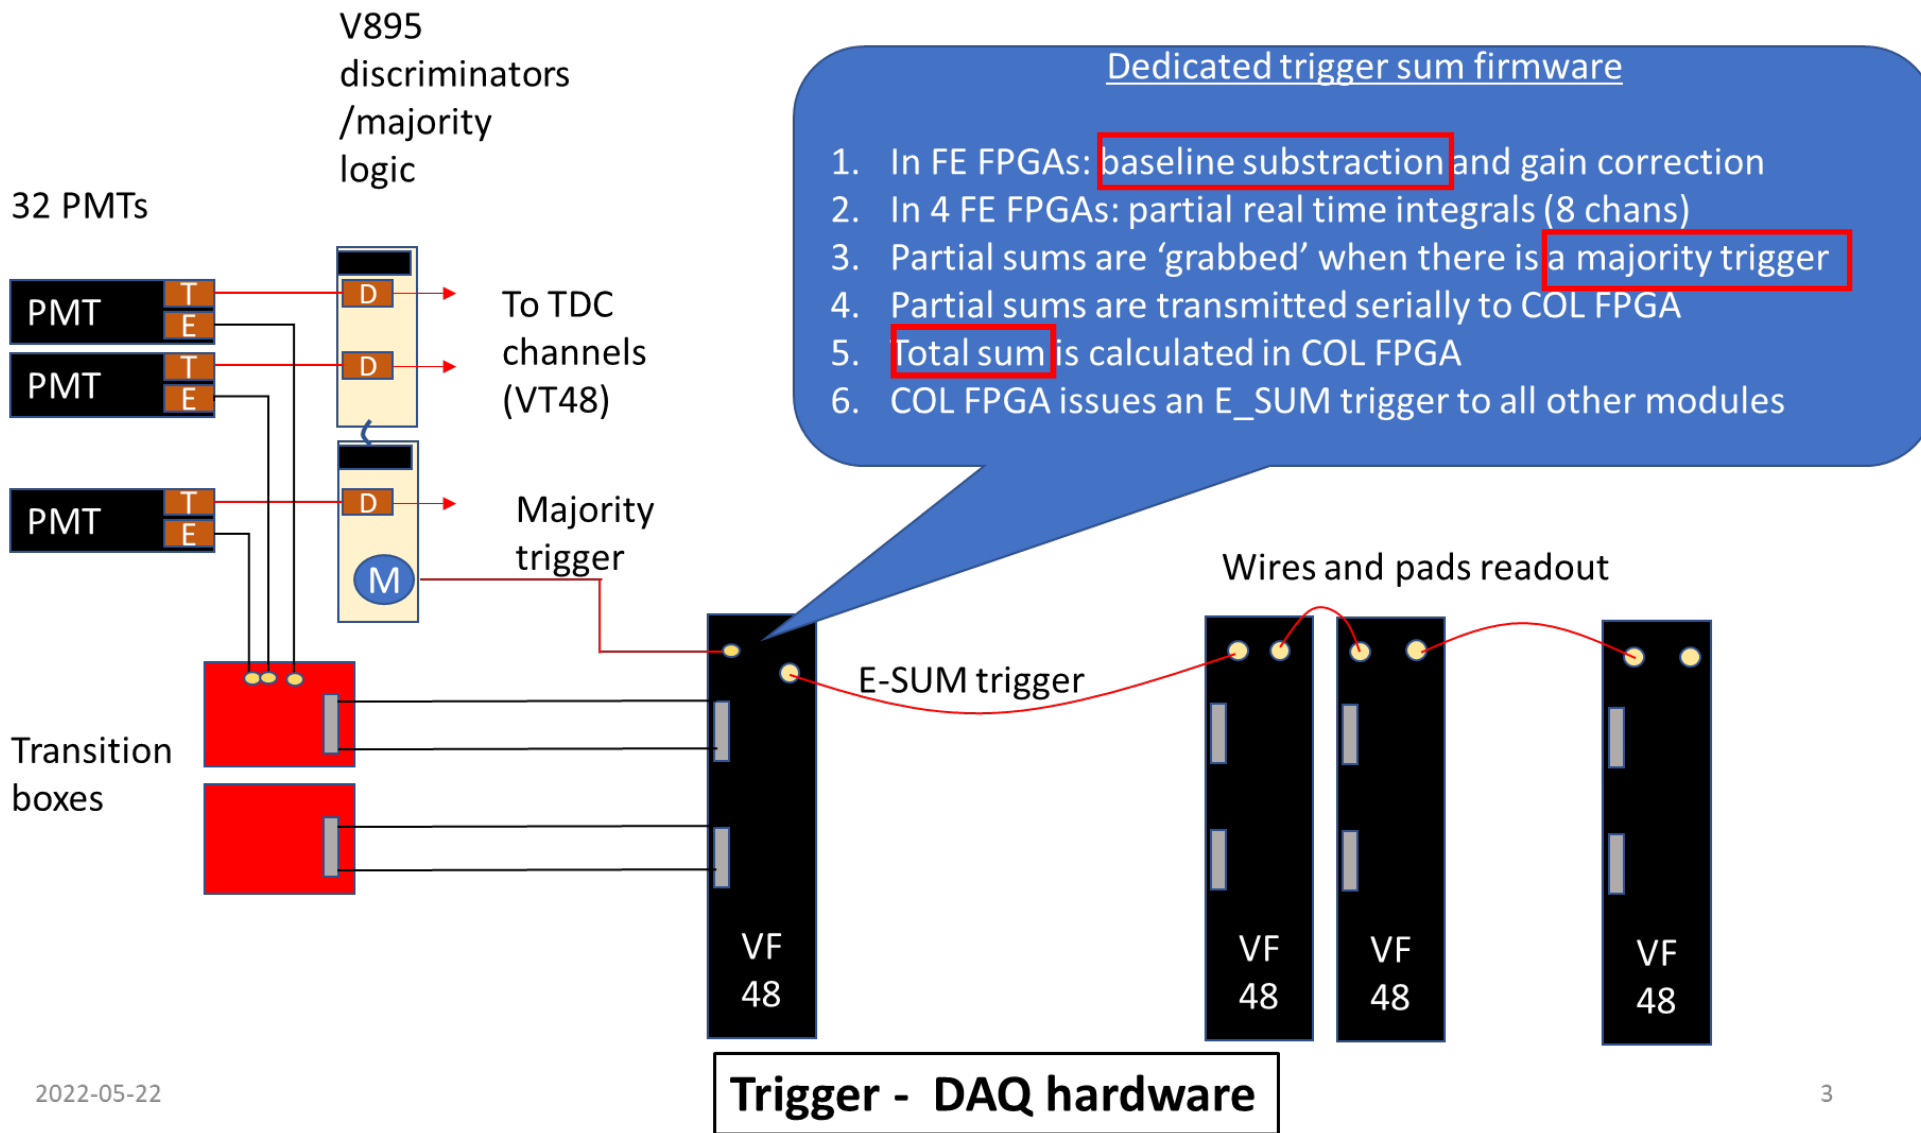 V895
discriminators
/majority
logic
32 PMTs
Dedicated trigger sum firmware
1. In FE FPGAs: baseline substraction and gain correction
2. In 4 FE FPGAs: partial real time integrals (8 chans)
3. Partial sums are ‘grabbed’ when there is a majority trigger
4. Partial sums are transmitted serially to COL FPGA
5. Total sum is calculated in COL FPGA
6. COL FPGA issues an E_SUM trigger to all other modules
PMT
T
E
D
PMT
T
E
D
To TDC
channels
(VT48)
PMT
T
E
D
M
Majority
trigger
Wires and pads readout
E-SUM trigger
Transition
boxes
VF
48
VF
48
VF
48
VF
48
Trigger - DAQ hardware
2022-05-22
3